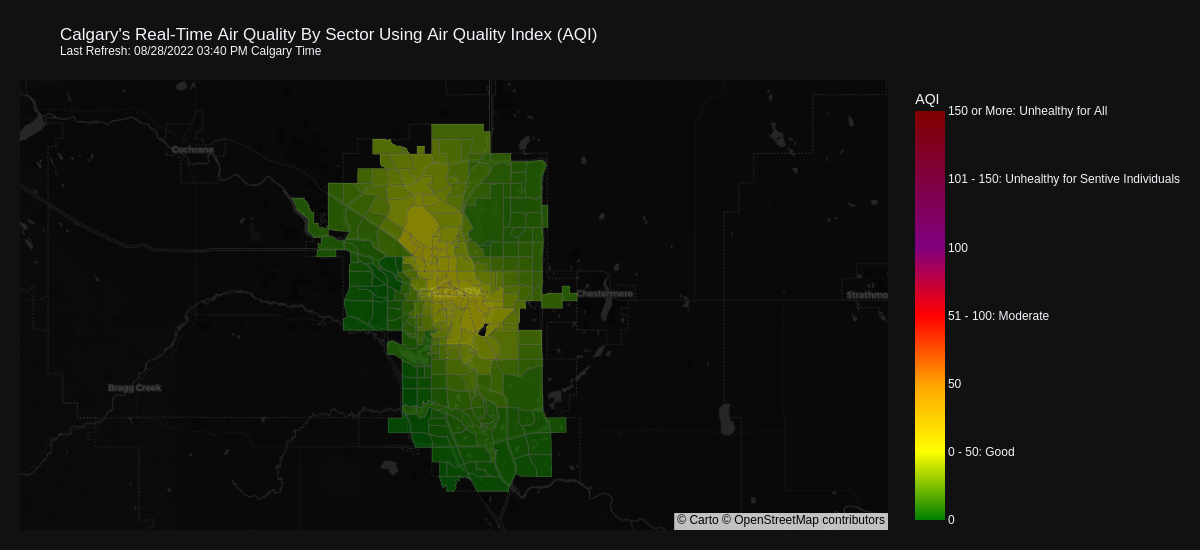 Calgary's Real-Time Air Quality By Sector Using Air Quality Index (AQI)
Last Refresh: 08/28/2022 03:40 PM Calgary Time
AQI
150 or More: Unhealthy for All
Cochrane
101 - 150: Unhealthy for Sentive Individuals
100
Chestermere
Strathmo
51 - 100: Moderate
50
Bragg Creek
0 - 50: Good
0
© Carto © OpenStreetMap contributors